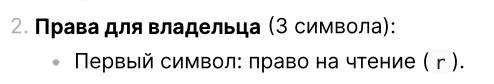 2. Права для владельца (3 символа):
• Первый символ: право на чтение ( r ).